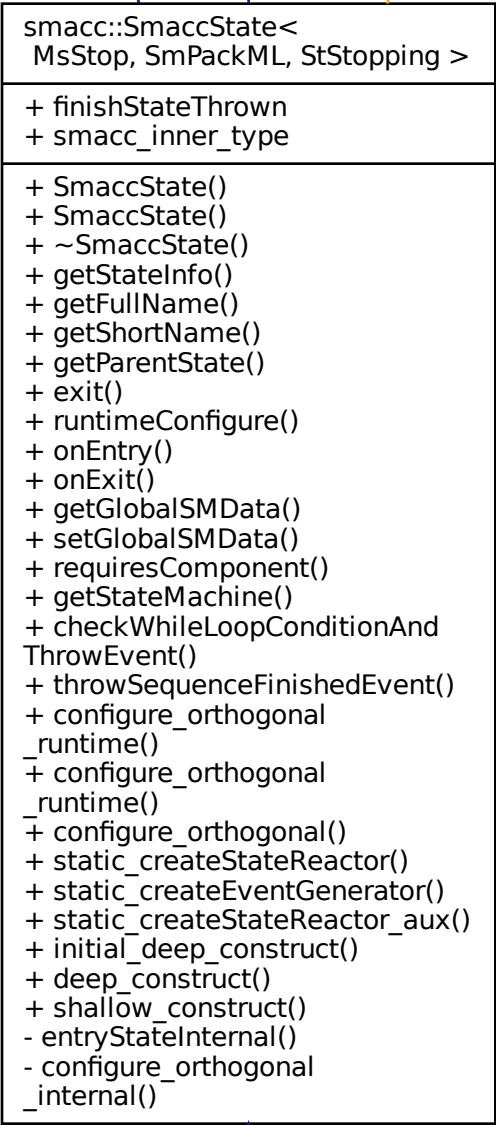 smacc::SmaccState<
MsStop, SmPackML, StStopping >
+ finishStateThrown
+ smacc_inner_type
+ SmaccState()
+ SmaccState()
+ ~SmaccState()
+ getStateInfo()
+ getFullName()
+ getShortName()
+ getParentState()
+ exit()
+ runtimeConfigure()
+ onEntry()
+ onExit()
+ getGlobalSMData()
+ setGlobalSMData()
+ requiresComponent()
+ getStateMachine()
+ checkWhileLoopConditionAnd
ThrowEvent()
+ throwSequenceFinishedEvent()
+ configure_orthogonal
_runtime()
+ configure_orthogonal
_runtime()
+ configure_orthogonal()
+ static_createStateReactor()
+ static_createEventGenerator()
+ static_createStateReactor_aux()
+ initial_deep_construct()
+ deep_construct()
+ shallow_construct()
- entryStateInternal()
- configure_orthogonal
_internal()